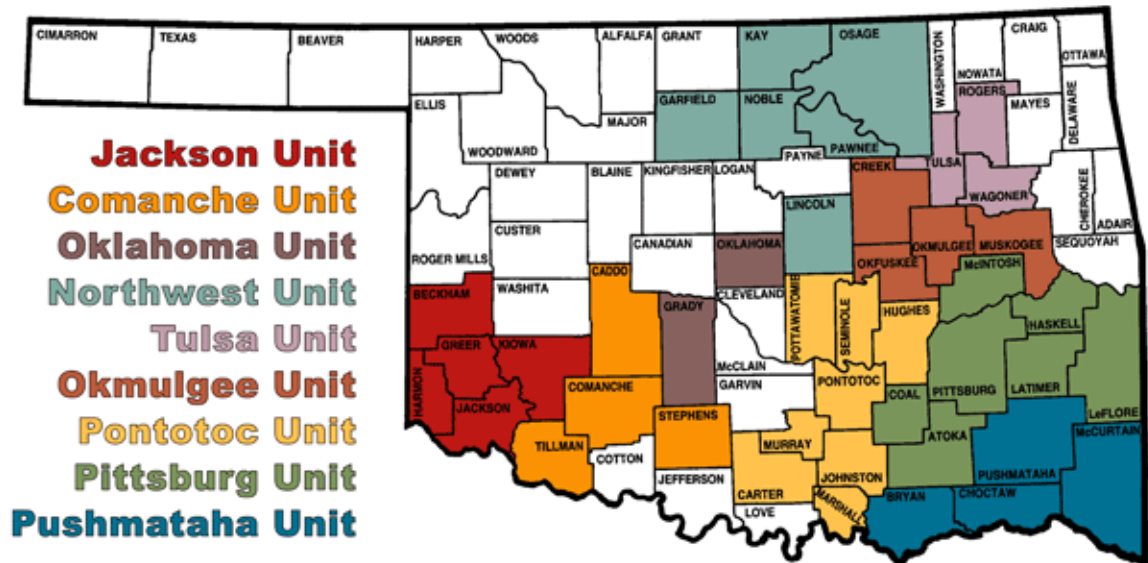 CIMARRON
TEXAS
BEAVER
HARPER
WOODS
ALFALFA
GRANT
KAY
OSAGE
WASHINGTON
NOWATA
CRAIG
OTTAWA
ELLIS
WOODWARD
MAJOR
GARFIELD
NOBLE
PAWNEE
ROGERS
MAYES
DELAWARE
Jackson Unit
Comanche Unit
Oklahoma Unit
Northwest Unit
Tulsa Unit
Okmulgee Unit
Pontotoc Unit
Pittsburg Unit
Pushmataha Unit
DEWEY
BLAINE
KINGFISHER
LOGAN
PAYNE
CREEK
ULSA
WAGONER
CHEROKEE
ADAIR
ROGER MILLS
CUSTER
CANADIAN
OKLAHOMA
LINCOLN
OKMULGEE
MUSKOGEE
SEQUOYAH
BECKHAM
WASHITA
CADDO
GRADY
CLEVELAND
POTTAWATOMIE
SEMINOLE
OKFUSKEE
McINTOSH
HUGHES
HASKELL
GREER
KIOWA
HARMON
JACKSON
COMANCHE
McCLAIN
GARVIN
PONTOTOC
PITTSBURG
LATIMER
LeFLORE
TILLMAN
COTTON
STEPHENS
JEFFERSON
MURRAY
CARTER
LOVE
JOHNSTON
MARSHALL
COAL
ATOKA
PUSHMATAHA
McCURTAIN
BRYAN
CHOCTAW